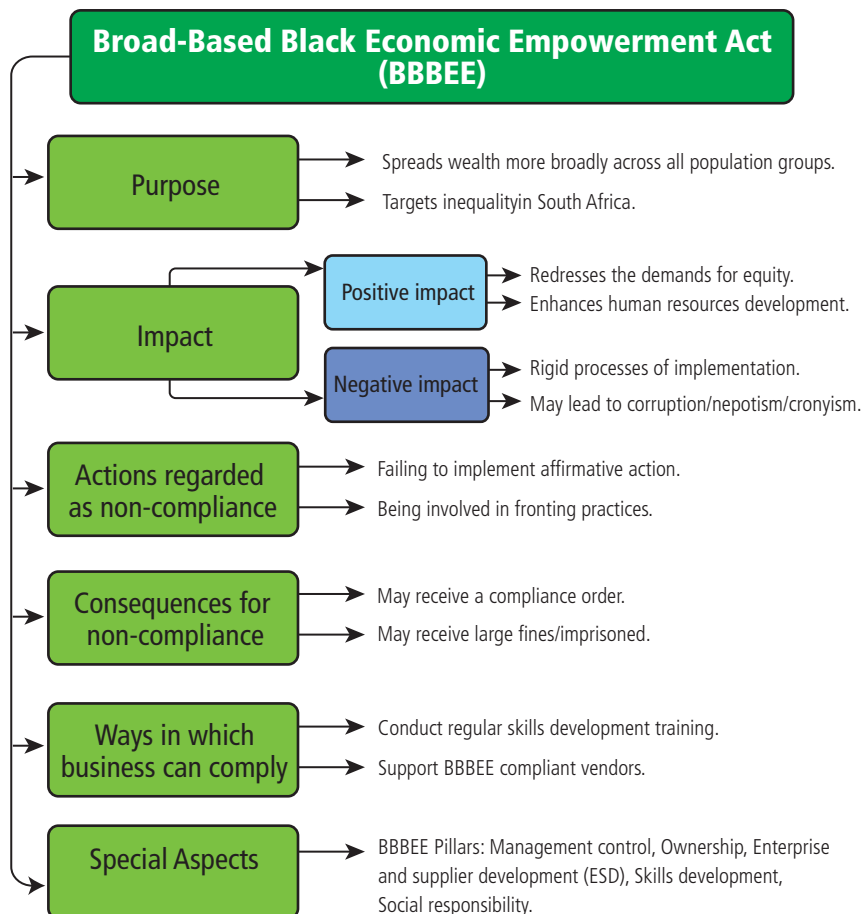 Broad-Based Black Economic Empowerment Act
(BBBEE)
Purpose
Spreads wealth more broadly across all population groups.
Targets inequalityin South Africa.
Impact
Positive impact
Redresses the demands for equity.
Enhances human resources development.
Negative impact
Rigid processes of implementation.
May lead to corruption/nepotism/cronyism.
Actions regarded
as non-compliance
Failing to implement affirmative action.
Being involved in fronting practices.
Consequences for
non-compliance
May receive a compliance order.
May receive large fines/imprisoned.
Ways in which
business can comply
Conduct regular skills development training.
Support BBBEE compliant vendors.
Special Aspects
BBBEE Pillars: Management control, Ownership, Enterprise
and supplier development (ESD), Skills development,
Social responsibility.